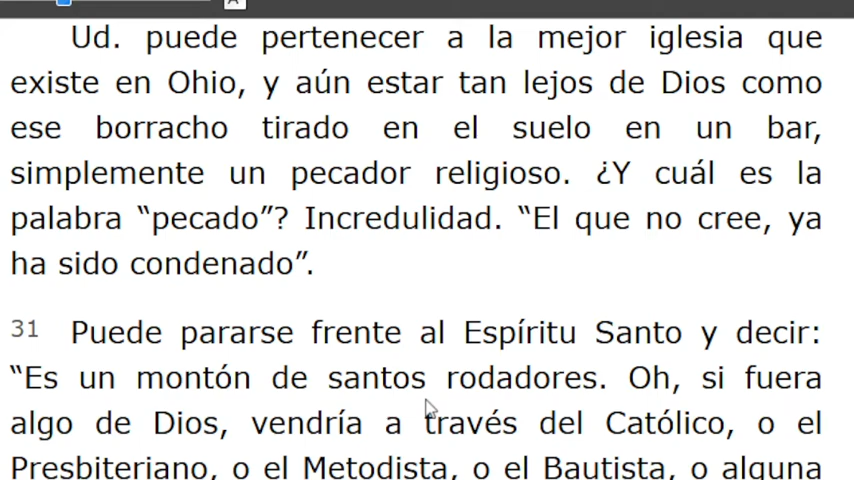 A
Ud. puede pertenecer a la mejor iglesia que
existe en Ohio, y aún estar tan lejos de Dios como
ese borracho tirado en el suelo en un bar,
simplemente un pecador religioso. ¿Y cuál es la
palabra “pecado”? Incredulidad. “El que no cree, ya
ha sido condenado”.
31 Puede pararse frente al Espíritu Santo y decir:
“Es un montón de santos rodadores. Oh, si fuera
algo de Dios, vendría a través del Católico, o el
Presbiteriano, o el Metodista, o el Bautista, o alguna